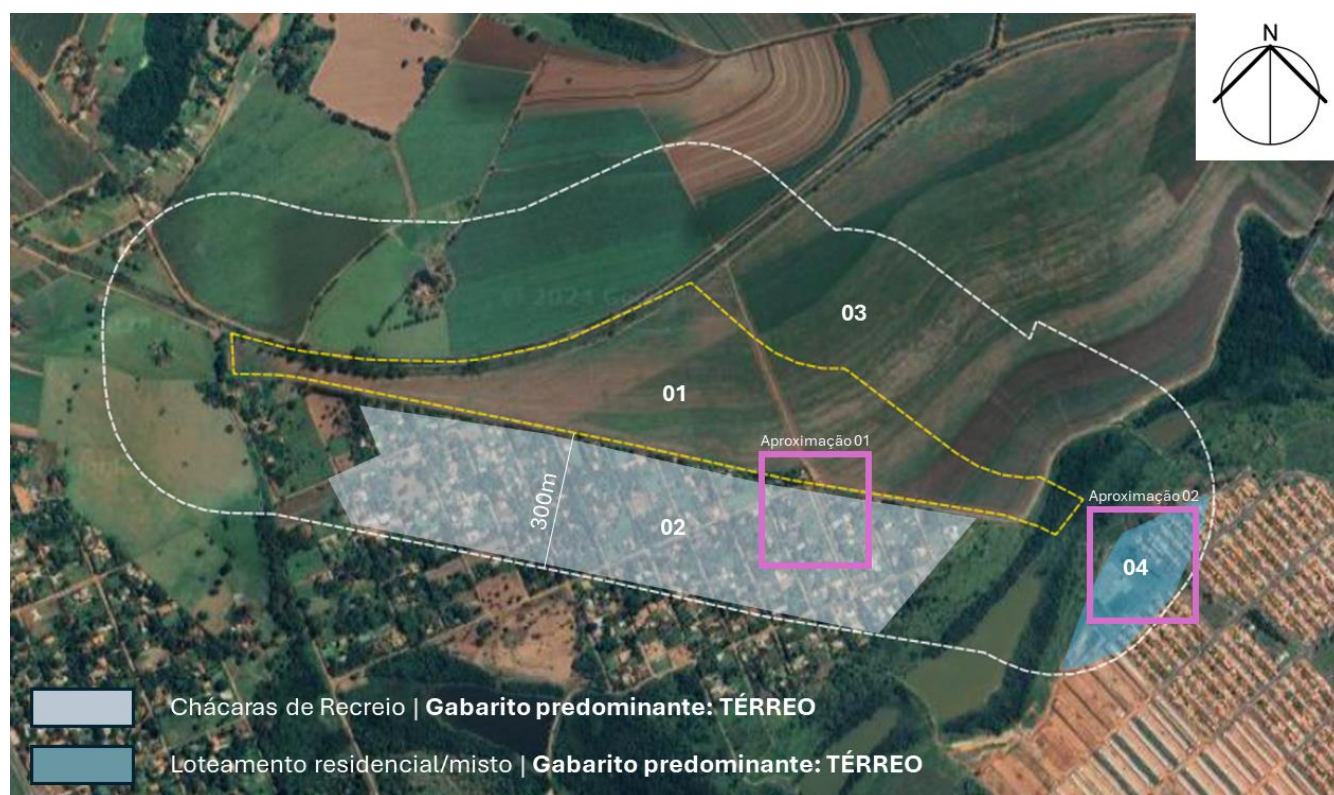 N
03
01
Aproximação 01
Aproximação 02
300m
02
04
Chácaras de Recreio | Gabarito predominante: TÉRREO
Loteamento residencial/misto | Gabarito predominante: TÉRREO